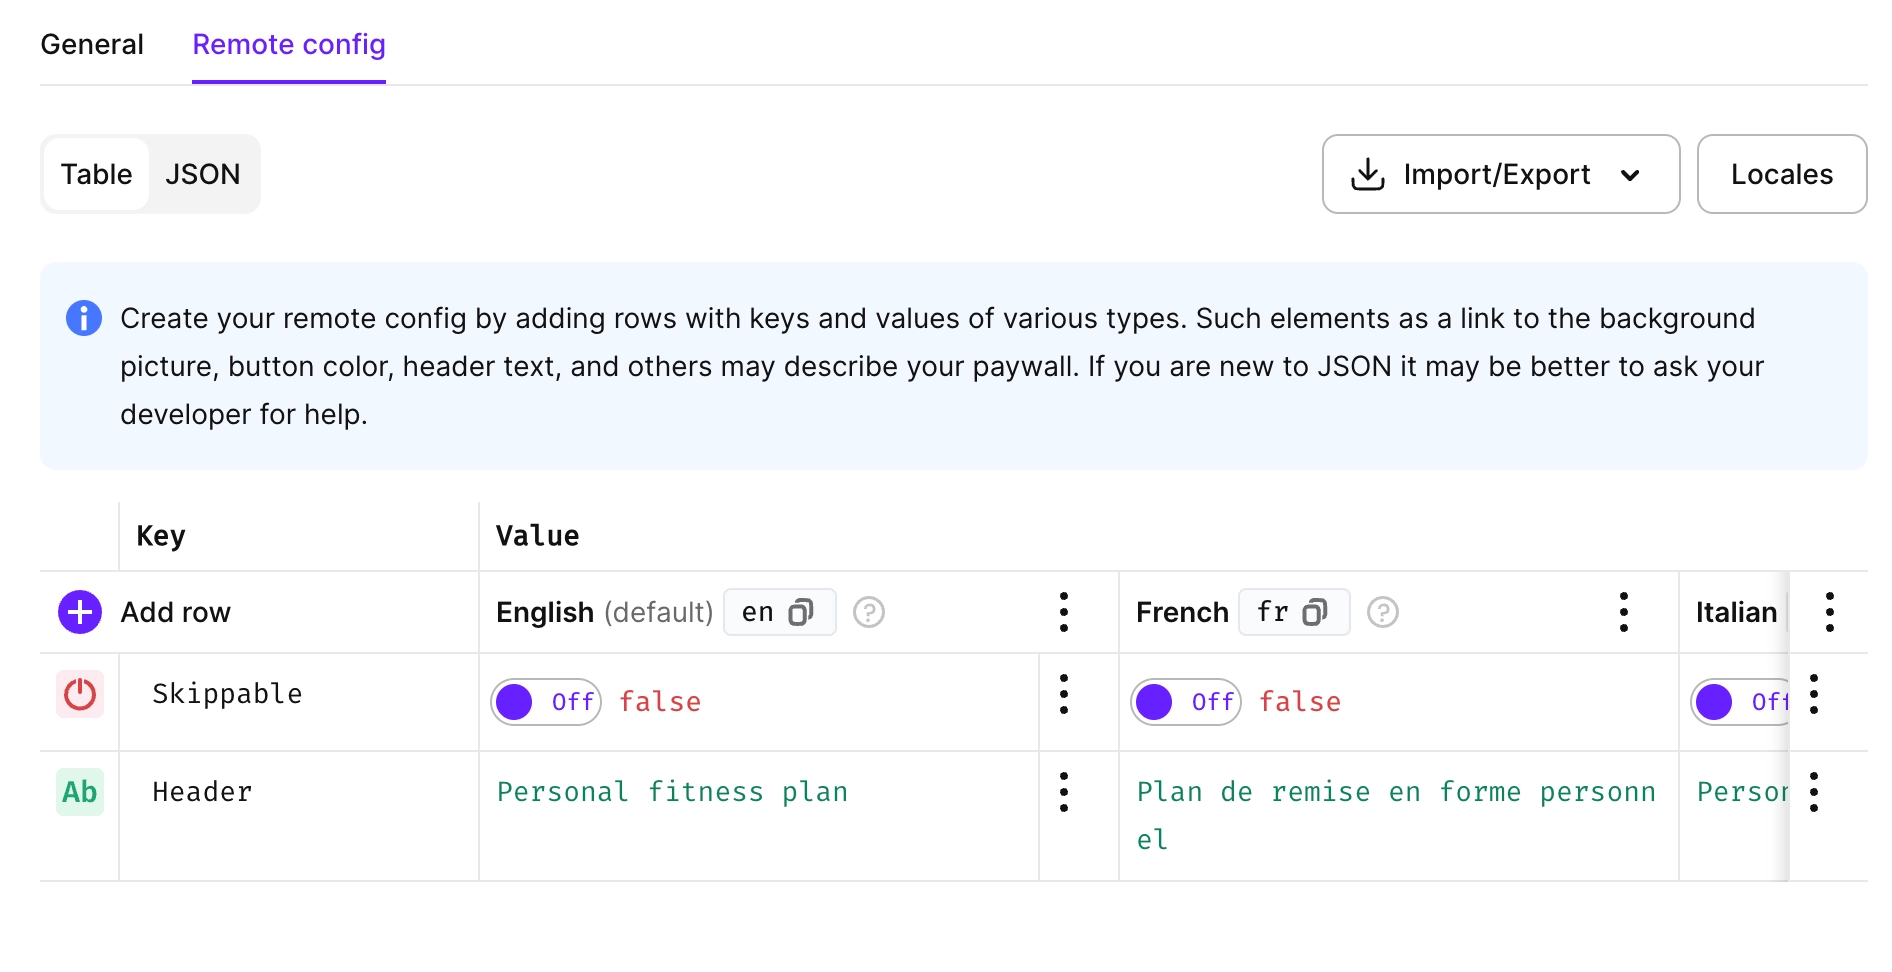 General Remote config
Table JSON Import/Export Locales
Create your remote config by adding rows with keys and values of various types. Such elements as a link to the background
picture, button color, header text, and others may describe your paywall. If you are new to JSON it may be better to ask your
developer for help.
Key Value
Add row English (default) en French fr Italian
Skippable Off false Off false
Header Personal fitness plan Plan de remise en forme personn
el